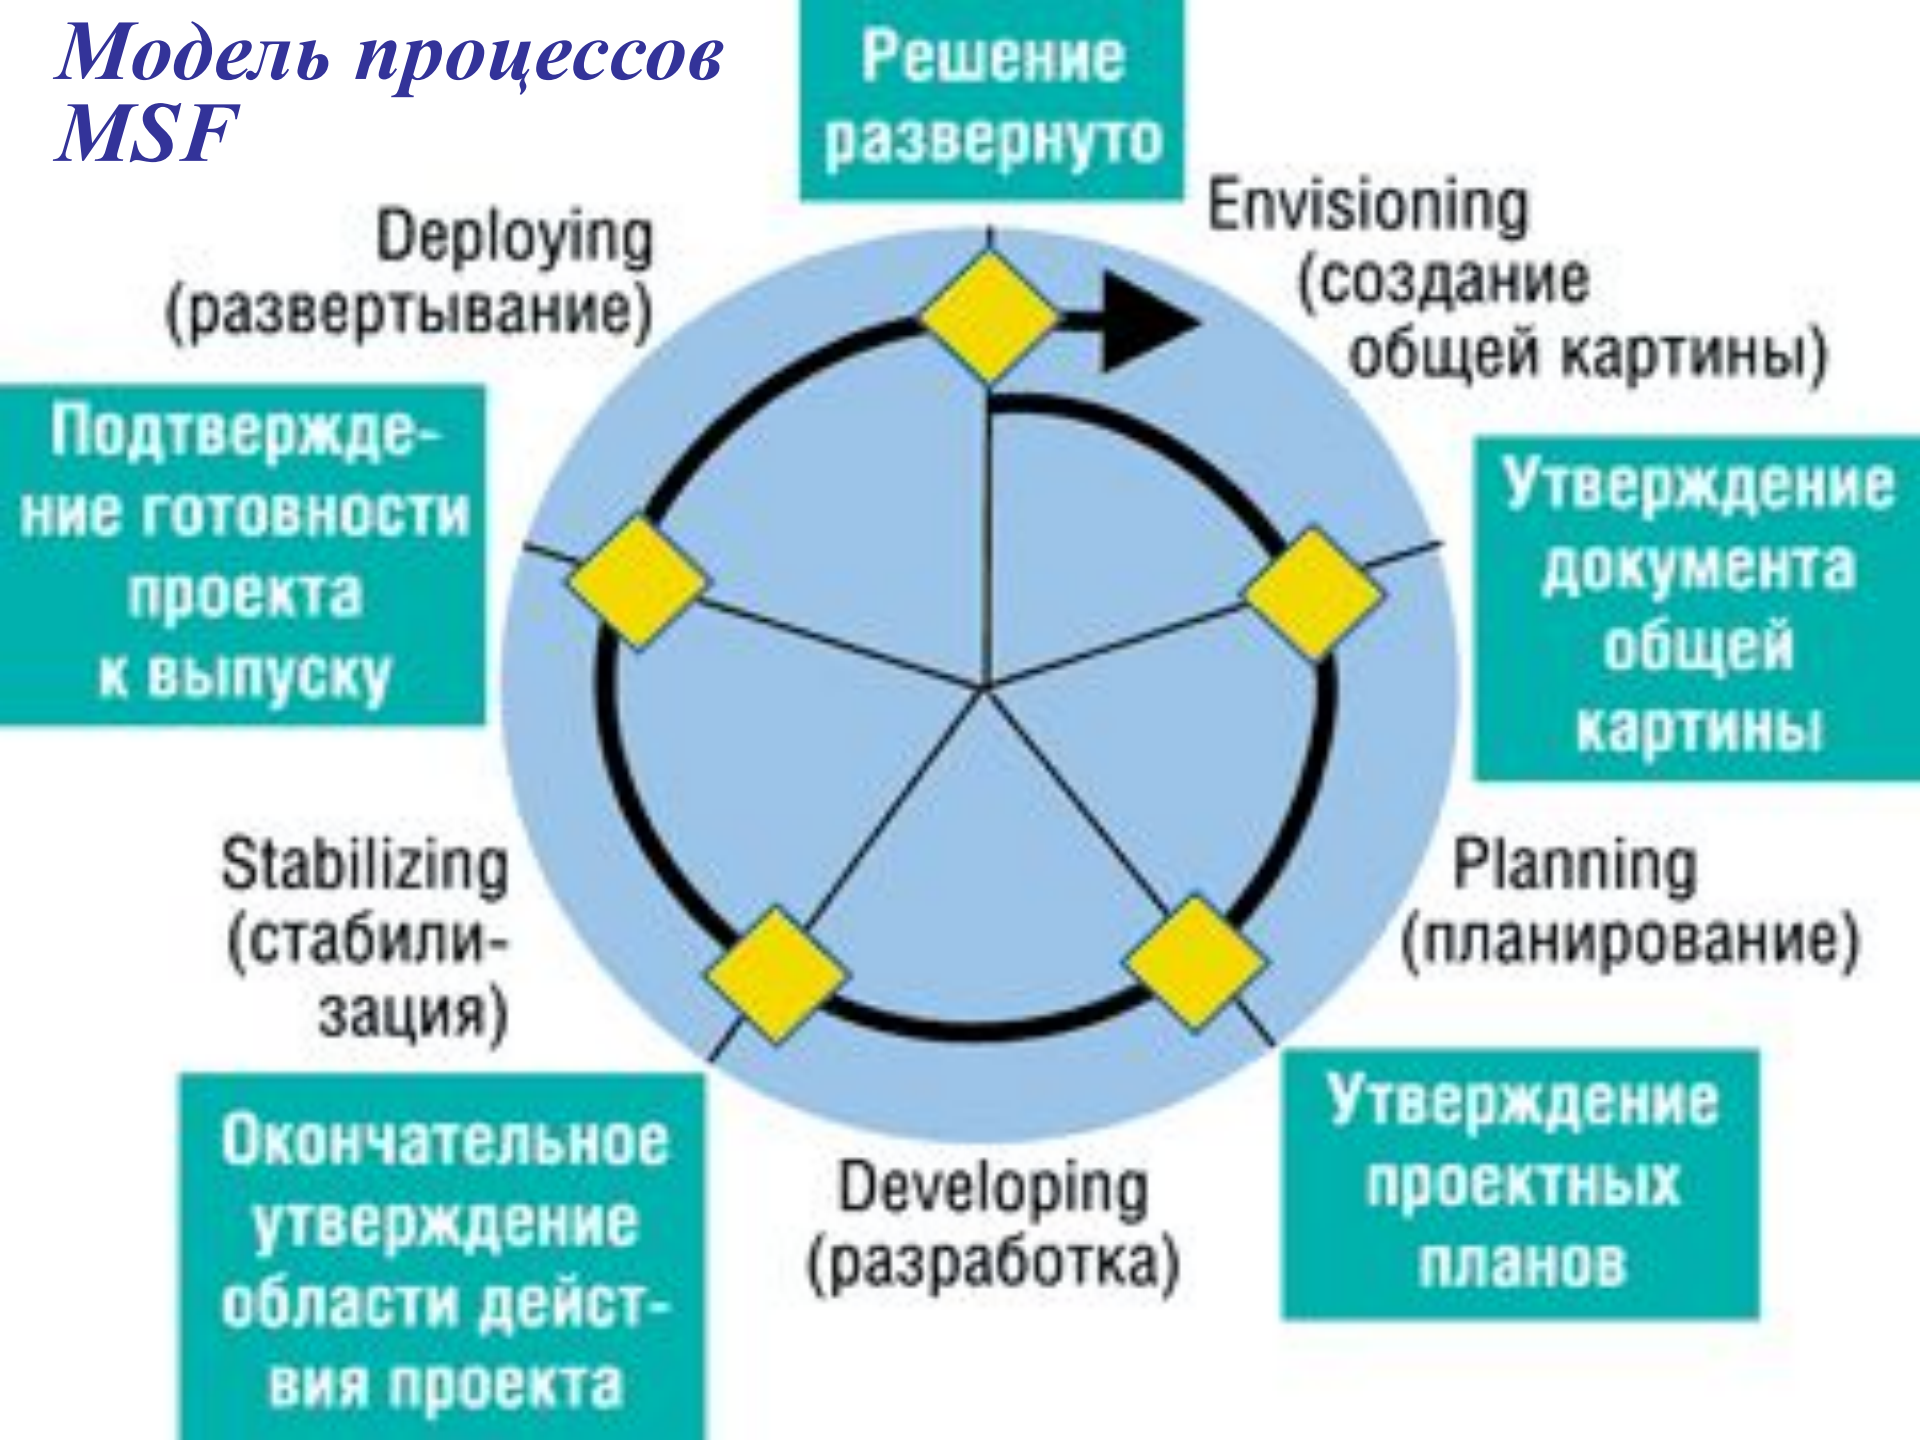 Модель процессов
MSF
Решение
развернуто
Envisioning
(создание
общей картины)
Deploying
(развертывание)
Подтвержде-
ние готовности
проекта
к выпуску
Утверждение
документа
общей
картины
Stabilizing
(стабили-
зация)
Planning
(планирование)
Окончательное
утверждение
области дейст-
вия проекта
Developing
(разработка)
Утверждение
проектных
планов